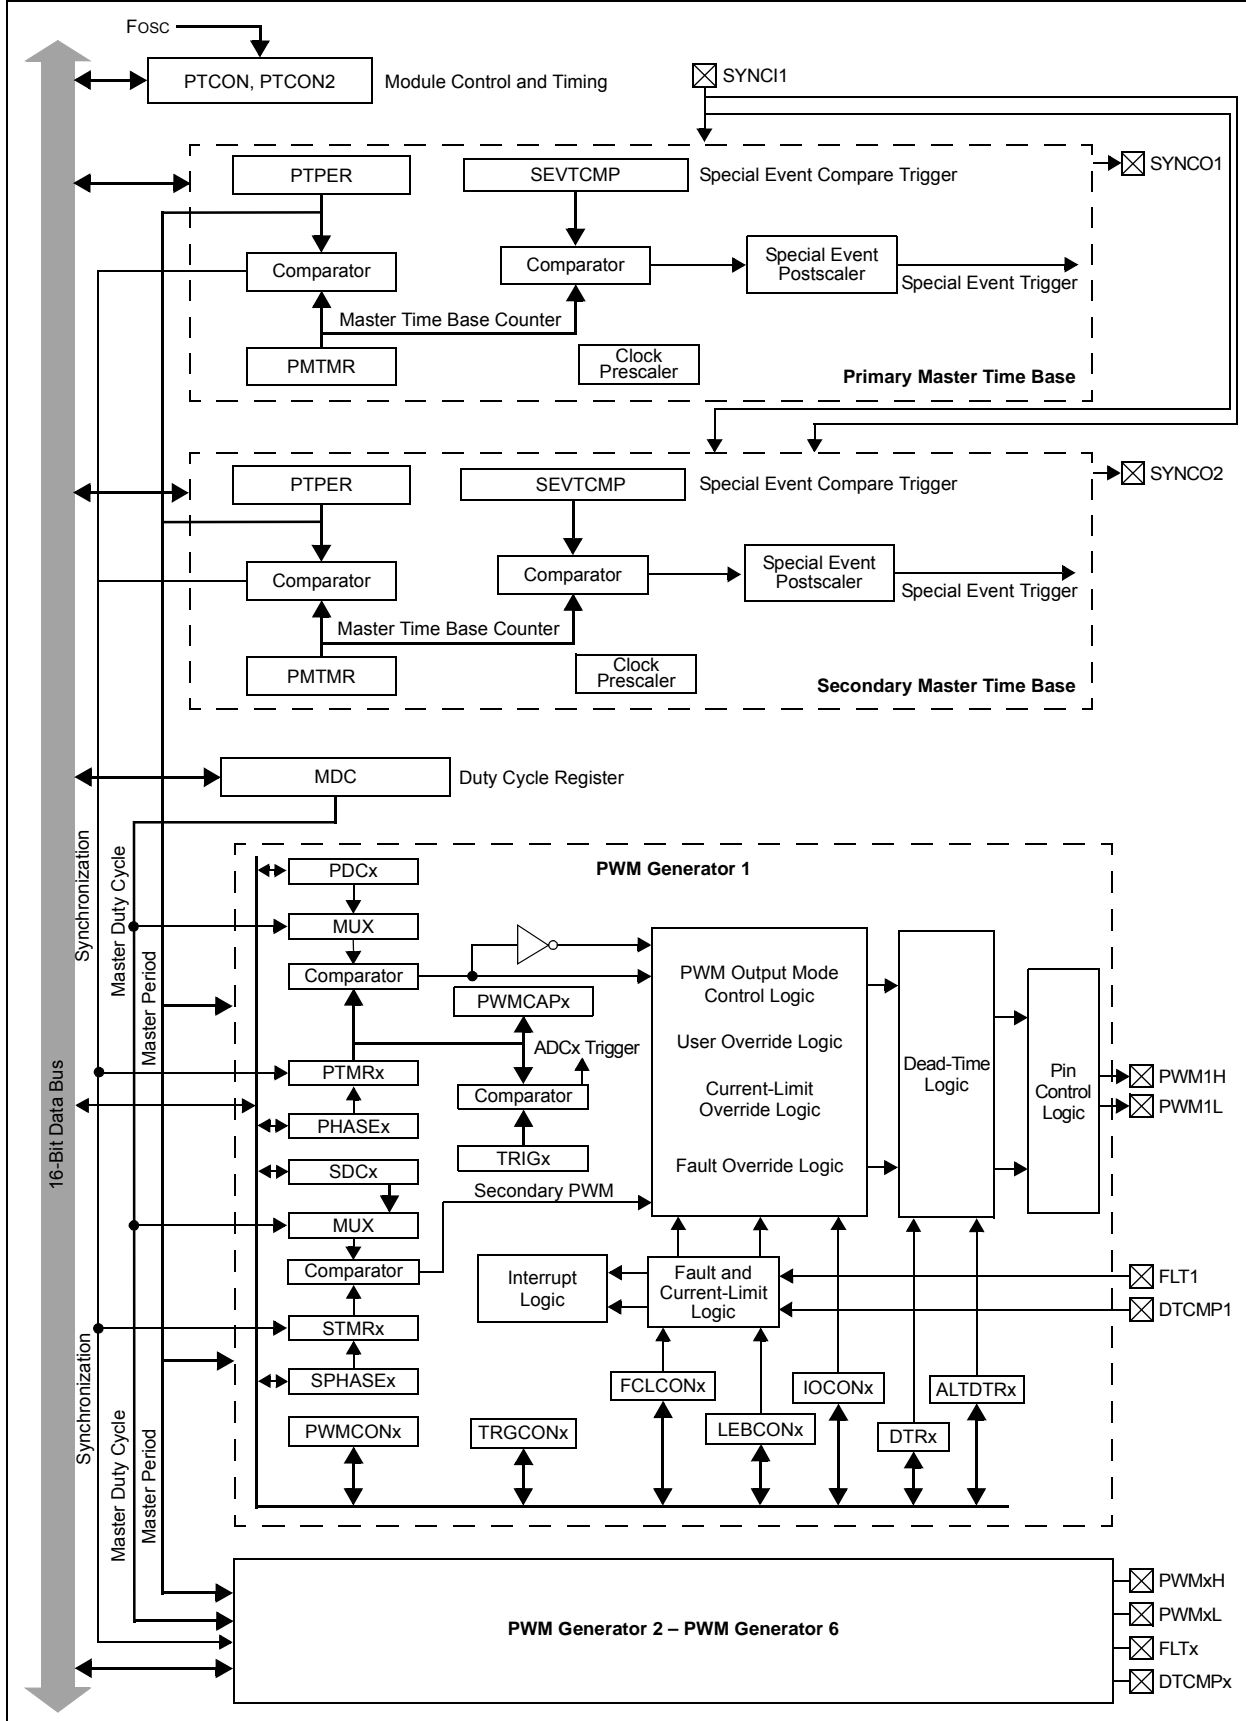 FOSC
PTCON, PTCON2
Module Control and Timing
SYNCI1
PTPER
SEVTCMP
Special Event Compare Trigger
SYNCO1
Comparator
Comparator
Special Event
Postscaler
Special Event Trigger
Master Time Base Counter
PMTMR
Clock
Prescaler
Primary Master Time Base
PTPER
SEVTCMP
Special Event Compare Trigger
SYNCO2
Comparator
Comparator
Special Event
Postscaler
Special Event Trigger
Master Time Base Counter
PMTMR
Clock
Prescaler
Secondary Master Time Base
MDC
Duty Cycle Register
16-Bit Data Bus
Synchronization
Master Duty Cycle
Master Period
PWM Generator 1
PDCx
MUX
Comparator
PWMCAPx
ADCx Trigger
PTMRx
Comparator
PHASEx
TRIGx
SDCx
Secondary PWM
MUX
Comparator
STMRx
SPHASEx
PWMCONx
TRGCONx
PWM Output Mode
Control Logic
User Override Logic
Current-Limit
Override Logic
Fault Override Logic
Dead-Time
Logic
Pin
Control
Logic
PWM1H
PWM1L
Interrupt
Logic
Fault and
Current-Limit
Logic
FLT1
DTCMP1
FCLCONx
LEBCONx
IOCONx
DTRx
ALTDTRx
Synchronization
Master Duty Cycle
Master Period
PWM Generator 2 – PWM Generator 6
PWMxH
PWMxL
FLTx
DTCMPx